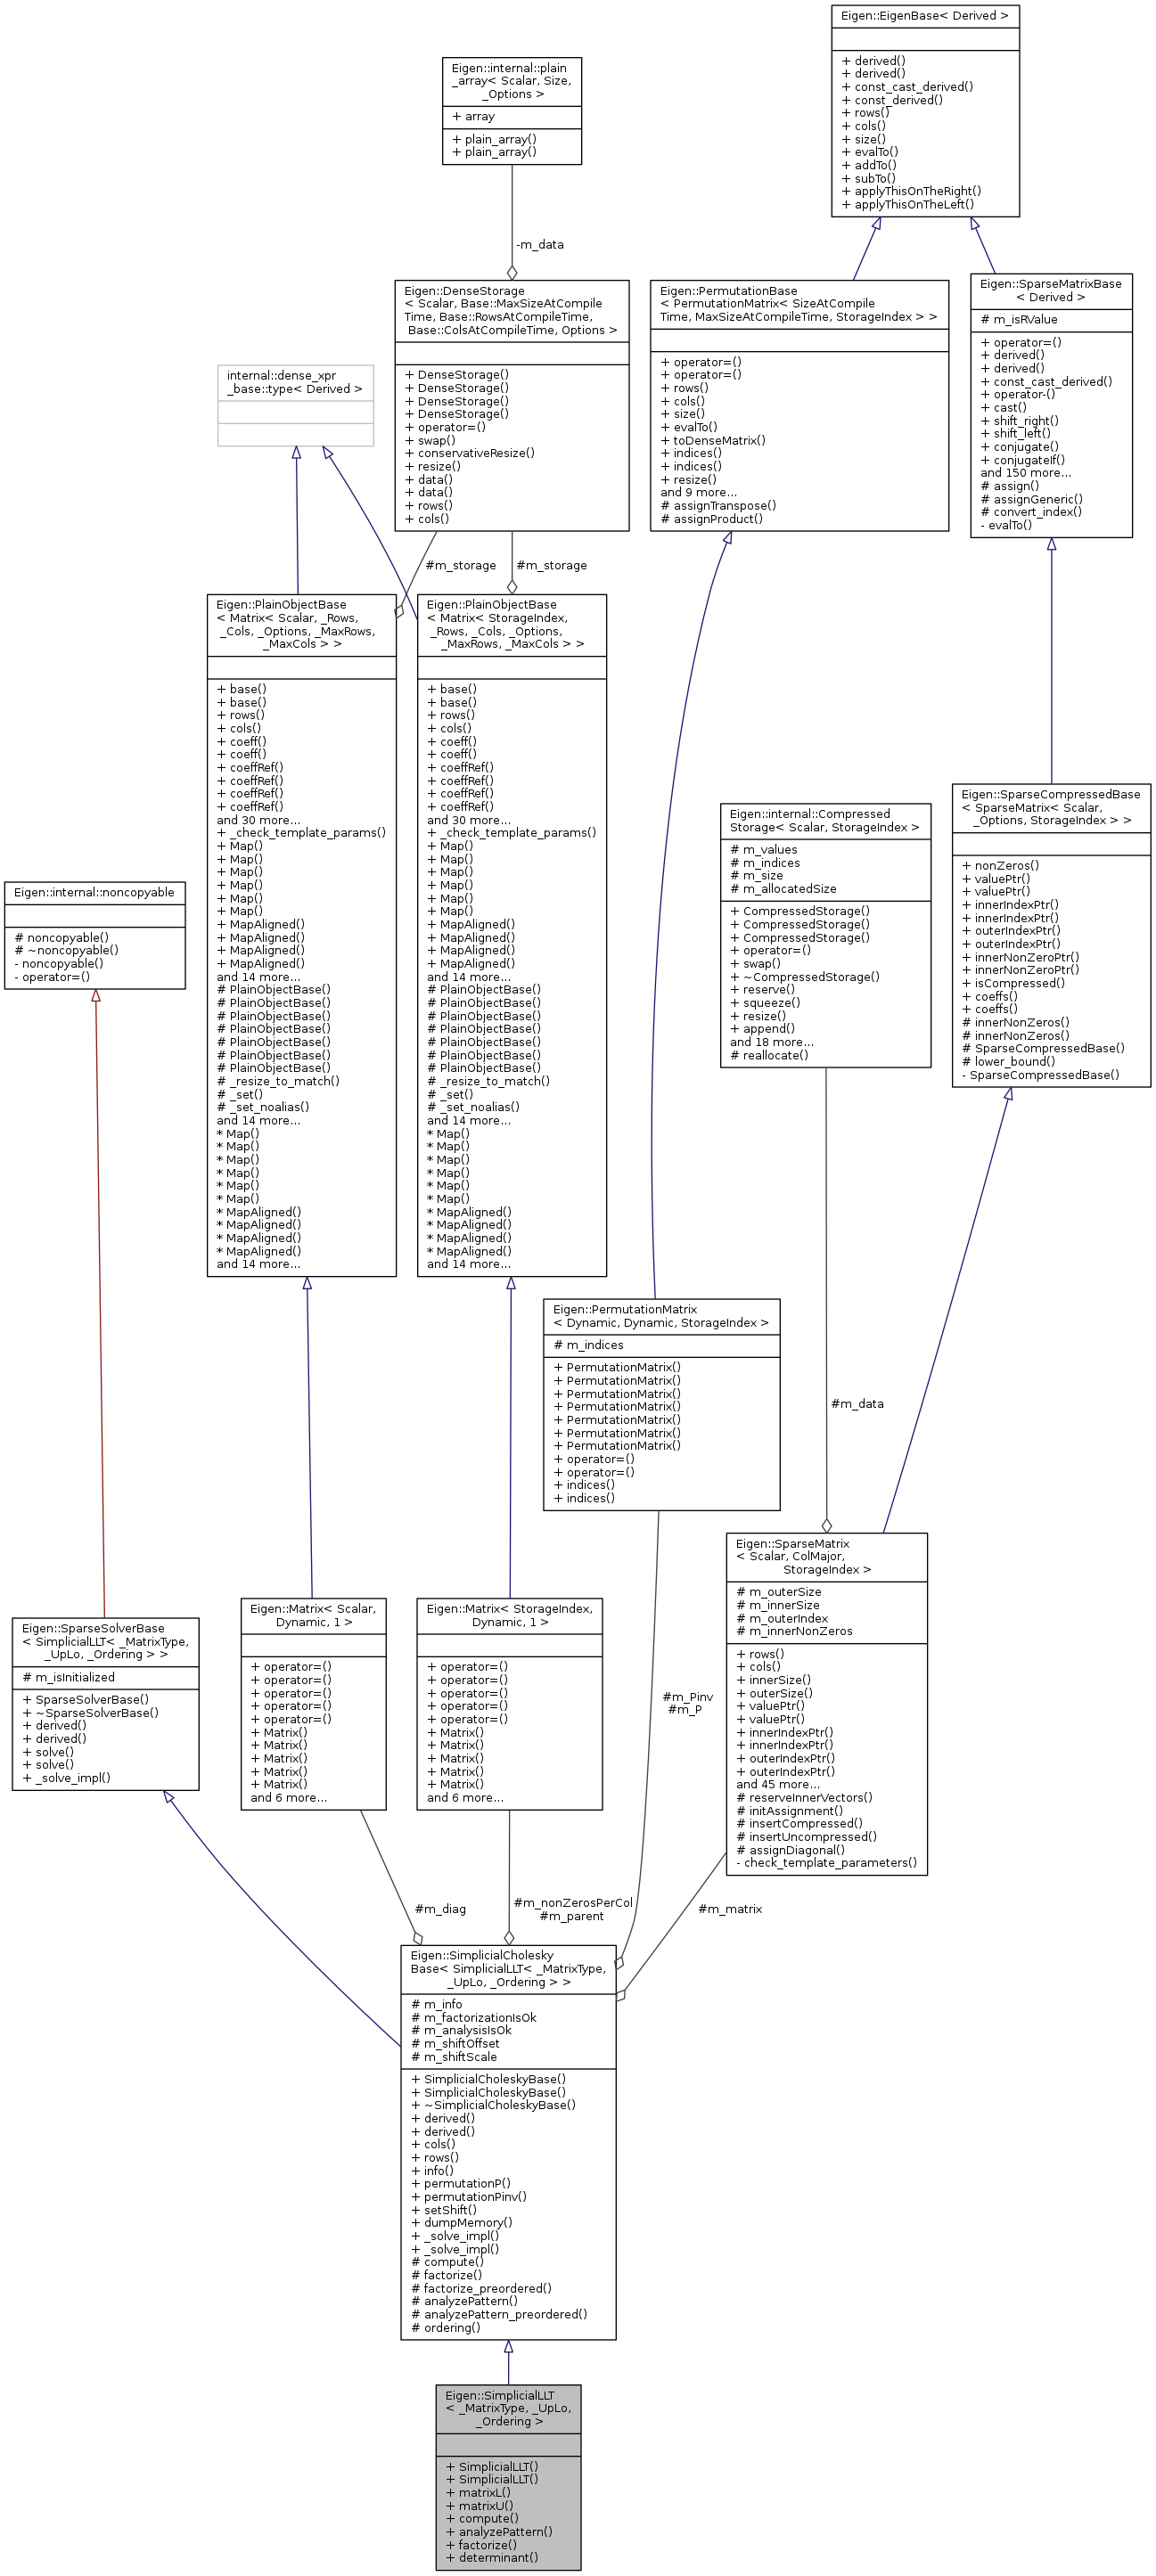 Eigen::EigenBase< Derived >
+ derived()
+ derived()
+ const_cast_derived()
+ const_derived()
+ rows()
+ cols()
+ size()
+ evalTo()
+ addTo()
+ subTo()
+ applyThisOnTheRight()
+ applyThisOnTheLeft()
Eigen::internal::plain
_array< Scalar, Size,
_Options >
+ array
+ plain_array()
+ plain_array()
-m_data
Eigen::DenseStorage
< Scalar, Base::MaxSizeAtCompile
Time, Base::RowsAtCompileTime,
Base::ColsAtCompileTime, Options >
+ DenseStorage()
+ DenseStorage()
+ DenseStorage()
+ DenseStorage()
+ operator=()
+ swap()
+ conservativeResize()
+ resize()
+ data()
+ data()
+ rows()
+ cols()
Eigen::PermutationBase
< PermutationMatrix< SizeAtCompile
Time, MaxSizeAtCompileTime, StorageIndex > >
+ operator=()
+ operator=()
+ rows()
+ cols()
+ size()
+ evalTo()
+ toDenseMatrix()
+ indices()
+ indices()
+ resize()
and 9 more...
# assignTranspose()
# assignProduct()
Eigen::SparseMatrixBase
< Derived >
# m_isRValue
+ operator=()
+ derived()
+ derived()
+ const_cast_derived()
+ operator-()
+ cast()
+ shift_right()
+ shift_left()
+ conjugate()
+ conjugateIf()
and 150 more...
# assign()
# assignGeneric()
# convert_index()
- evalTo()
internal::dense_xpr
_base::type< Derived >
#m_storage
#m_storage
Eigen::PlainObjectBase
< Matrix< Scalar, _Rows,
_Cols, _Options, _MaxRows,
_MaxCols > >
+ base()
+ base()
+ rows()
+ cols()
+ coeff()
+ coeff()
+ coeffRef()
+ coeffRef()
+ coeffRef()
+ coeffRef()
and 30 more...
+ _check_template_params()
+ Map()
+ Map()
+ Map()
+ Map()
+ Map()
+ Map()
+ MapAligned()
+ MapAligned()
+ MapAligned()
+ MapAligned()
and 14 more...
# PlainObjectBase()
# PlainObjectBase()
# PlainObjectBase()
# PlainObjectBase()
# PlainObjectBase()
# PlainObjectBase()
# PlainObjectBase()
# _resize_to_match()
# _set()
# _set_noalias()
and 14 more...
* Map()
* Map()
* Map()
* Map()
* Map()
* Map()
* MapAligned()
* MapAligned()
* MapAligned()
* MapAligned()
and 14 more...
Eigen::PlainObjectBase
< Matrix< StorageIndex,
_Rows, _Cols, _Options,
_MaxRows, _MaxCols > >
+ base()
+ base()
+ rows()
+ cols()
+ coeff()
+ coeff()
+ coeffRef()
+ coeffRef()
+ coeffRef()
+ coeffRef()
and 30 more...
+ _check_template_params()
+ Map()
+ Map()
+ Map()
+ Map()
+ Map()
+ Map()
+ MapAligned()
+ MapAligned()
+ MapAligned()
+ MapAligned()
and 14 more...
# PlainObjectBase()
# PlainObjectBase()
# PlainObjectBase()
# PlainObjectBase()
# PlainObjectBase()
# PlainObjectBase()
# PlainObjectBase()
# _resize_to_match()
# _set()
# _set_noalias()
and 14 more...
* Map()
* Map()
* Map()
* Map()
* Map()
* Map()
* MapAligned()
* MapAligned()
* MapAligned()
* MapAligned()
and 14 more...
Eigen::internal::Compressed
Storage< Scalar, StorageIndex >
# m_values
# m_indices
# m_size
# m_allocatedSize
+ CompressedStorage()
+ CompressedStorage()
+ CompressedStorage()
+ operator=()
+ swap()
+ ~CompressedStorage()
+ reserve()
+ squeeze()
+ resize()
+ append()
and 18 more...
# reallocate()
Eigen::SparseCompressedBase
< SparseMatrix< Scalar,
_Options, StorageIndex > >
+ nonZeros()
+ valuePtr()
+ valuePtr()
+ innerIndexPtr()
+ innerIndexPtr()
+ outerIndexPtr()
+ outerIndexPtr()
+ innerNonZeroPtr()
+ innerNonZeroPtr()
+ isCompressed()
+ coeffs()
+ coeffs()
# innerNonZeros()
# innerNonZeros()
# SparseCompressedBase()
# lower_bound()
- SparseCompressedBase()
Eigen::internal::noncopyable
# noncopyable()
# ~noncopyable()
- noncopyable()
- operator=()
Eigen::PermutationMatrix
< Dynamic, Dynamic, StorageIndex >
# m_indices
+ PermutationMatrix()
+ PermutationMatrix()
+ PermutationMatrix()
+ PermutationMatrix()
+ PermutationMatrix()
+ PermutationMatrix()
+ PermutationMatrix()
+ operator=()
+ operator=()
+ indices()
+ indices()
#m_data
Eigen::SparseMatrix
< Scalar, ColMajor,
StorageIndex >
# m_outerSize
# m_innerSize
# m_outerIndex
# m_innerNonZeros
+ rows()
+ cols()
+ innerSize()
+ outerSize()
+ valuePtr()
+ valuePtr()
+ innerIndexPtr()
+ innerIndexPtr()
+ outerIndexPtr()
+ outerIndexPtr()
and 45 more...
# reserveInnerVectors()
# initAssignment()
# insertCompressed()
# insertUncompressed()
# assignDiagonal()
- check_template_parameters()
Eigen::SparseSolverBase
< SimplicialLLT< _MatrixType,
_UpLo, _Ordering > >
# m_isInitialized
+ SparseSolverBase()
+ ~SparseSolverBase()
+ derived()
+ derived()
+ solve()
+ solve()
+ _solve_impl()
Eigen::Matrix< Scalar,
Dynamic, 1 >
+ operator=()
+ operator=()
+ operator=()
+ operator=()
+ operator=()
+ Matrix()
+ Matrix()
+ Matrix()
+ Matrix()
+ Matrix()
and 6 more...
Eigen::Matrix< StorageIndex,
Dynamic, 1 >
+ operator=()
+ operator=()
+ operator=()
+ operator=()
+ operator=()
+ Matrix()
+ Matrix()
+ Matrix()
+ Matrix()
+ Matrix()
and 6 more...
#m_Pinv
#m_P
#m_diag
#m_nonZerosPerCol
#m_parent
#m_matrix
Eigen::SimplicialCholesky
Base< SimplicialLLT< _MatrixType,
_UpLo, _Ordering > >
# m_info
# m_factorizationIsOk
# m_analysisIsOk
# m_shiftOffset
# m_shiftScale
+ SimplicialCholeskyBase()
+ SimplicialCholeskyBase()
+ ~SimplicialCholeskyBase()
+ derived()
+ derived()
+ cols()
+ rows()
+ info()
+ permutationP()
+ permutationPinv()
+ setShift()
+ dumpMemory()
+ _solve_impl()
+ _solve_impl()
# compute()
# factorize()
# factorize_preordered()
# analyzePattern()
# analyzePattern_preordered()
# ordering()
Eigen::SimplicialLLT
< _MatrixType, _UpLo,
_Ordering >
+ SimplicialLLT()
+ SimplicialLLT()
+ matrixL()
+ matrixU()
+ compute()
+ analyzePattern()
+ factorize()
+ determinant()